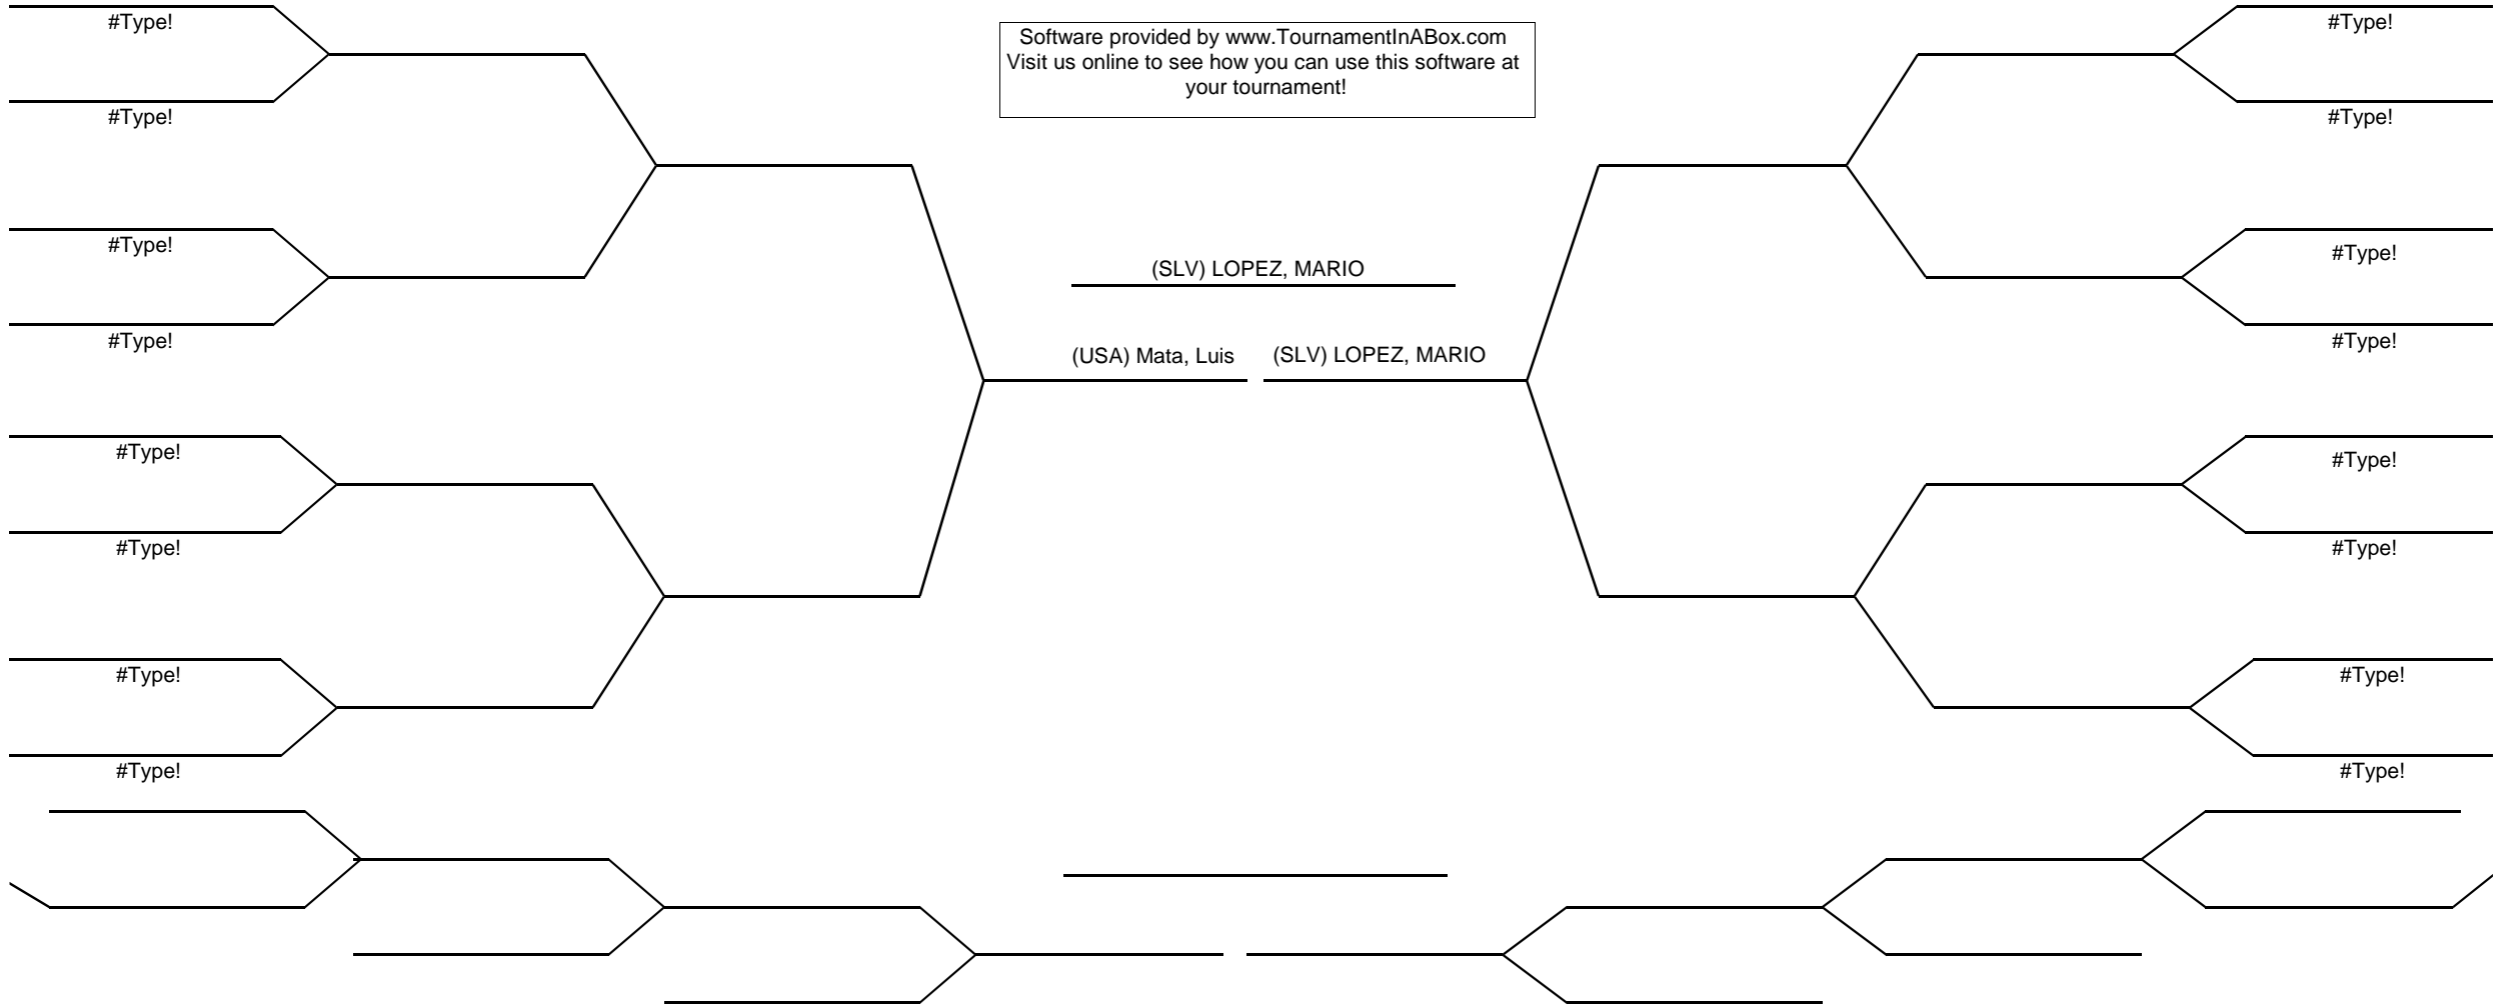 #Type!
#Type!
Software provided by www.TournamentInABox.com
Visit us online to see how you can use this software at
your tournament!
#Type!
#Type!
#Type!
#Type!
(SLV) LOPEZ, MARIO
#Type!
#Type!
(USA) Mata, Luis
(SLV) LOPEZ, MARIO
#Type!
#Type!
#Type!
#Type!
#Type!
#Type!
#Type!
#Type!